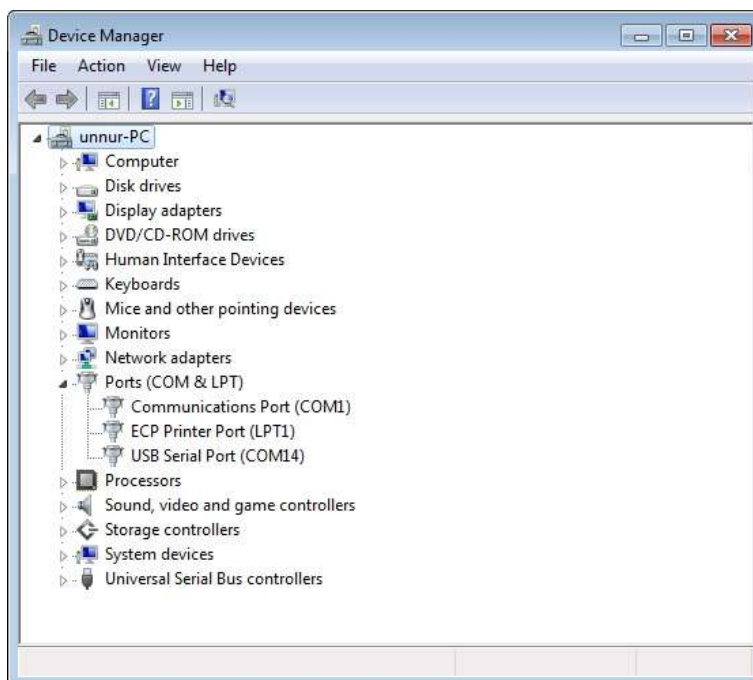 Device Manager
File Action View Help
unnur-PC
Computer
Disk drives
Display adapters
DVD/CD-ROM drives
Human Interface Devices
Keyboards
Mice and other pointing devices
Monitors
Network adapters
Ports (COM & LPT)
Communications Port (COM1)
ECP Printer Port (LPT1)
USB Serial Port (COM14)
Processors
Sound, video and game controllers
Storage controllers
System devices
Universal Serial Bus controllers